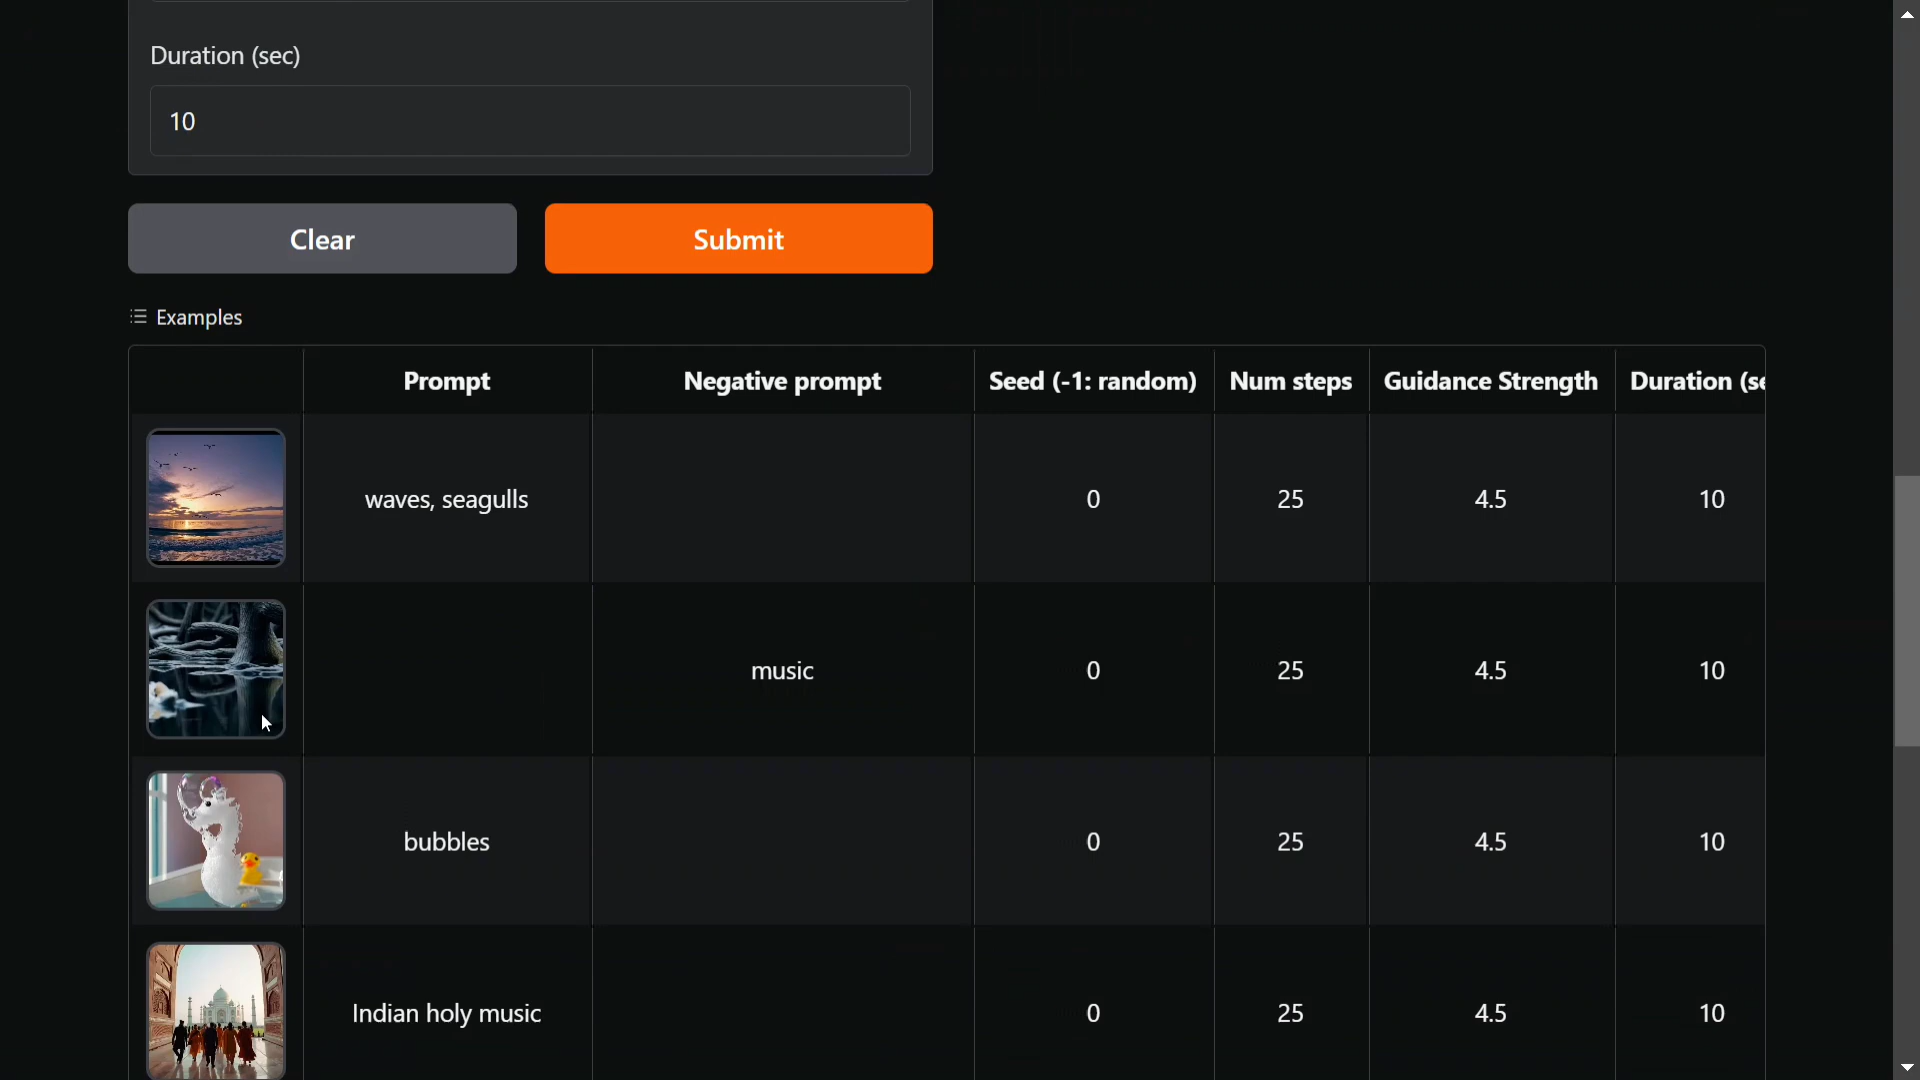 Duration (sec)
10
Clear
Submit
Examples
Prompt
Negative prompt
Seed (-1: random)
Num steps
Guidance Strength
Duration (se
waves, seagulls
0
25
4.5
10
music
0
25
4.5
10
bubbles
0
25
4.5
10
Indian holy music
0
25
4.5
10